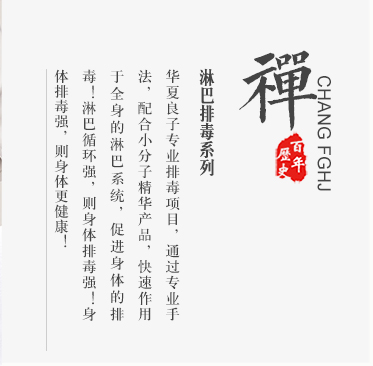 禪
CHANG FGHJ
百年
歷史
淋巴排毒系列
华夏良子专业排毒项目，通过专业手
法，配合小分子精华产品，快速作用
于全身的淋巴系统，促进身体的排
毒！淋巴循环强，则身体排毒强！身
体排毒强，则身体更健康！